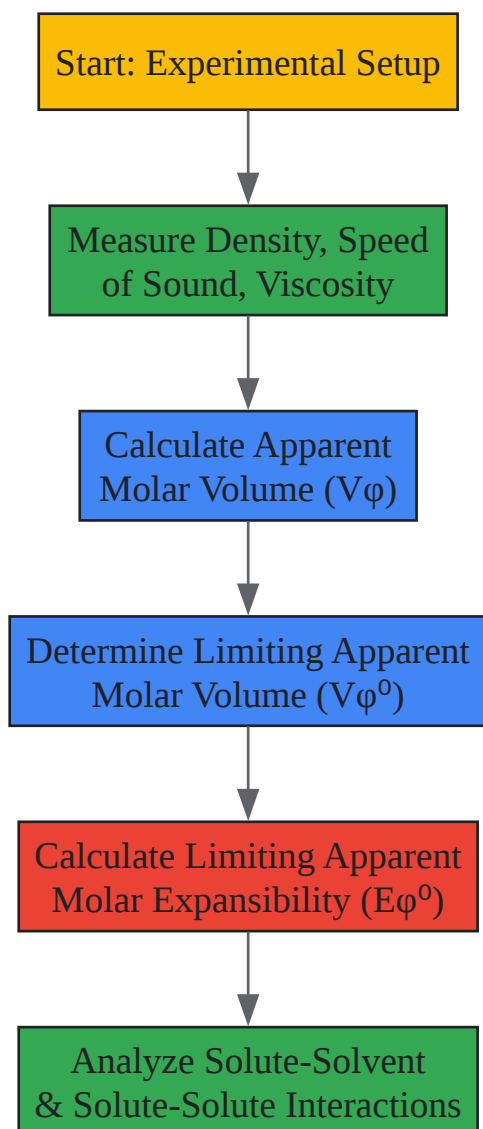 Start: Experimental Setup
Measure Density, Speed
of Sound, Viscosity
Calculate Apparent
Molar Volume (Vφ)
Determine Limiting Apparent
Molar Volume (Vφ⁰)
Calculate Limiting Apparent
Molar Expansibility (Eφ⁰)
Analyze Solute-Solvent
& Solute-Solute Interactions